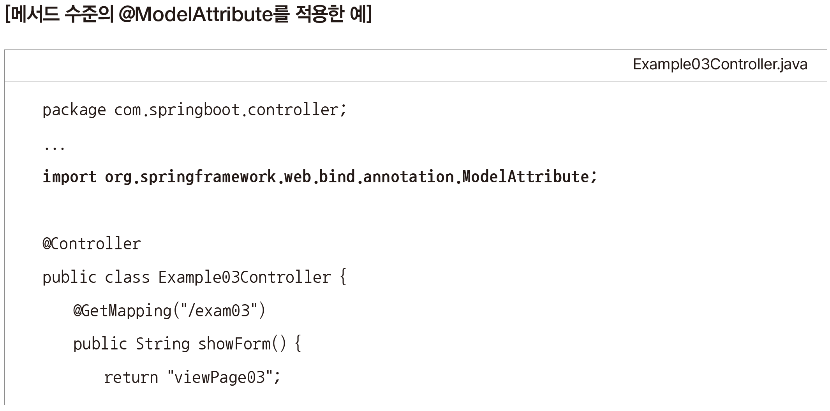 [메서드 수준의 @ModelAttribute를 적용한 예]
Example03Controller.java
package com.springboot.controller;
...
import org.springframework.web.bind.annotation.ModelAttribute;
@Controller
public class Example03Controller {
@GetMapping("/exam03")
public String showForm() {
return "viewPage03";